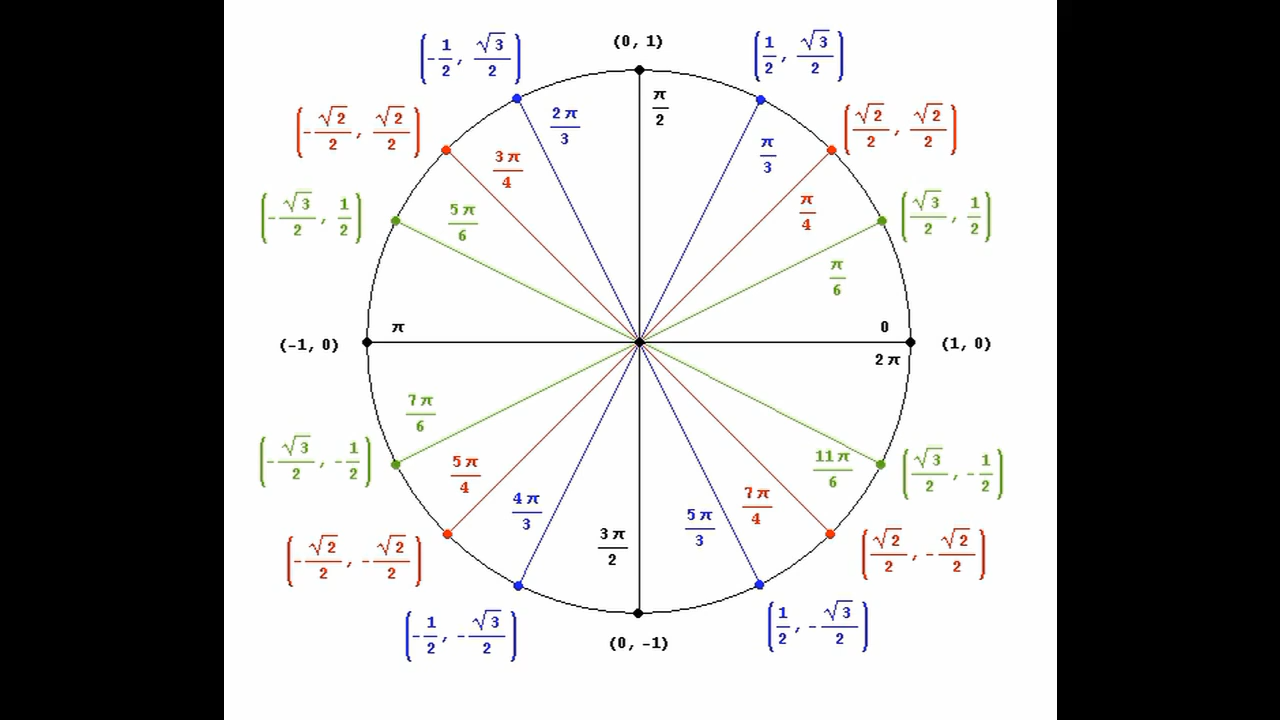 (0, 1)
(-1/2, √3/2)
(1/2, √3/2)
π/2
2π/3
π/3
(-√2/2, √2/2)
(√2/2, √2/2)
3π/4
π/4
(-√3/2, 1/2)
(√3/2, 1/2)
5π/6
π/6
π
0
(-1, 0)
(1, 0)
2π
7π/6
11π/6
(-√3/2, -1/2)
(√3/2, -1/2)
5π/4
7π/4
4π/3
5π/3
3π/2
(-√2/2, -√2/2)
(√2/2, -√2/2)
(-1/2, -√3/2)
(1/2, -√3/2)
(0, -1)